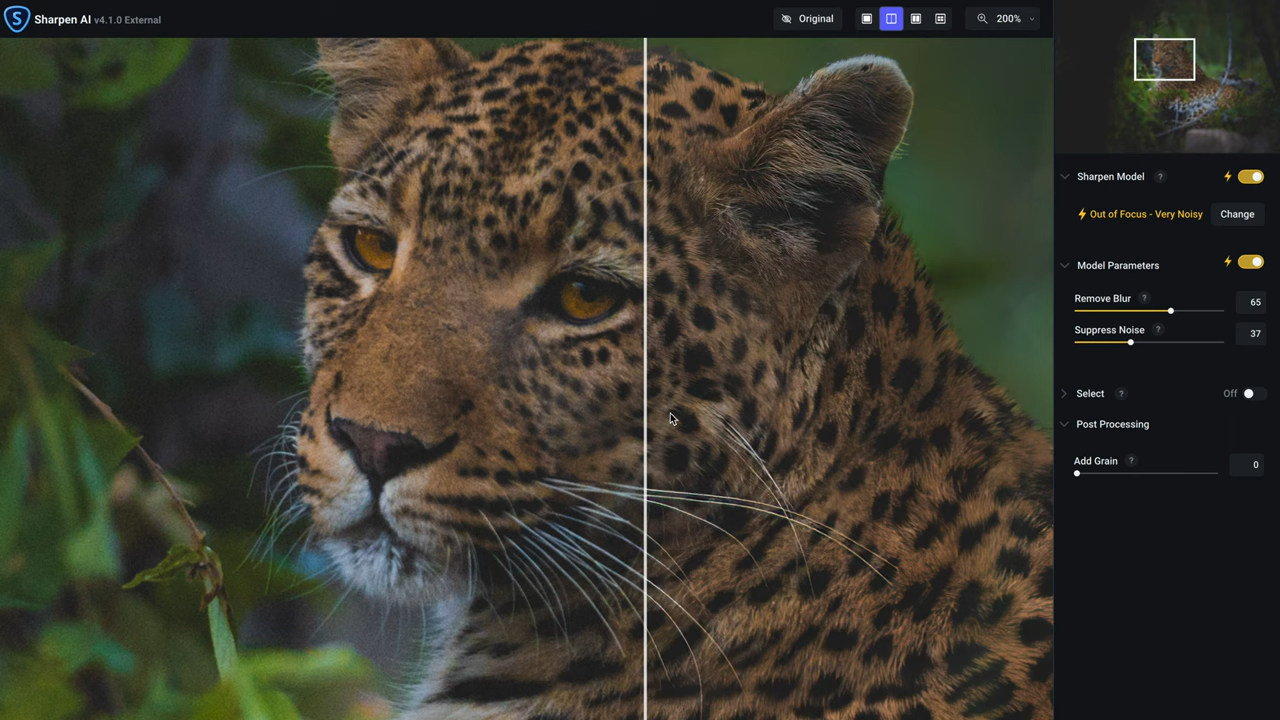 Sharpen AI v4.1.0 External
Original
200%
Sharpen Model ?
Out of Focus - Very Noisy Change
Model Parameters
Remove Blur ? 65
Suppress Noise ? 37
Select ? Off
Post Processing
Add Grain ? 0